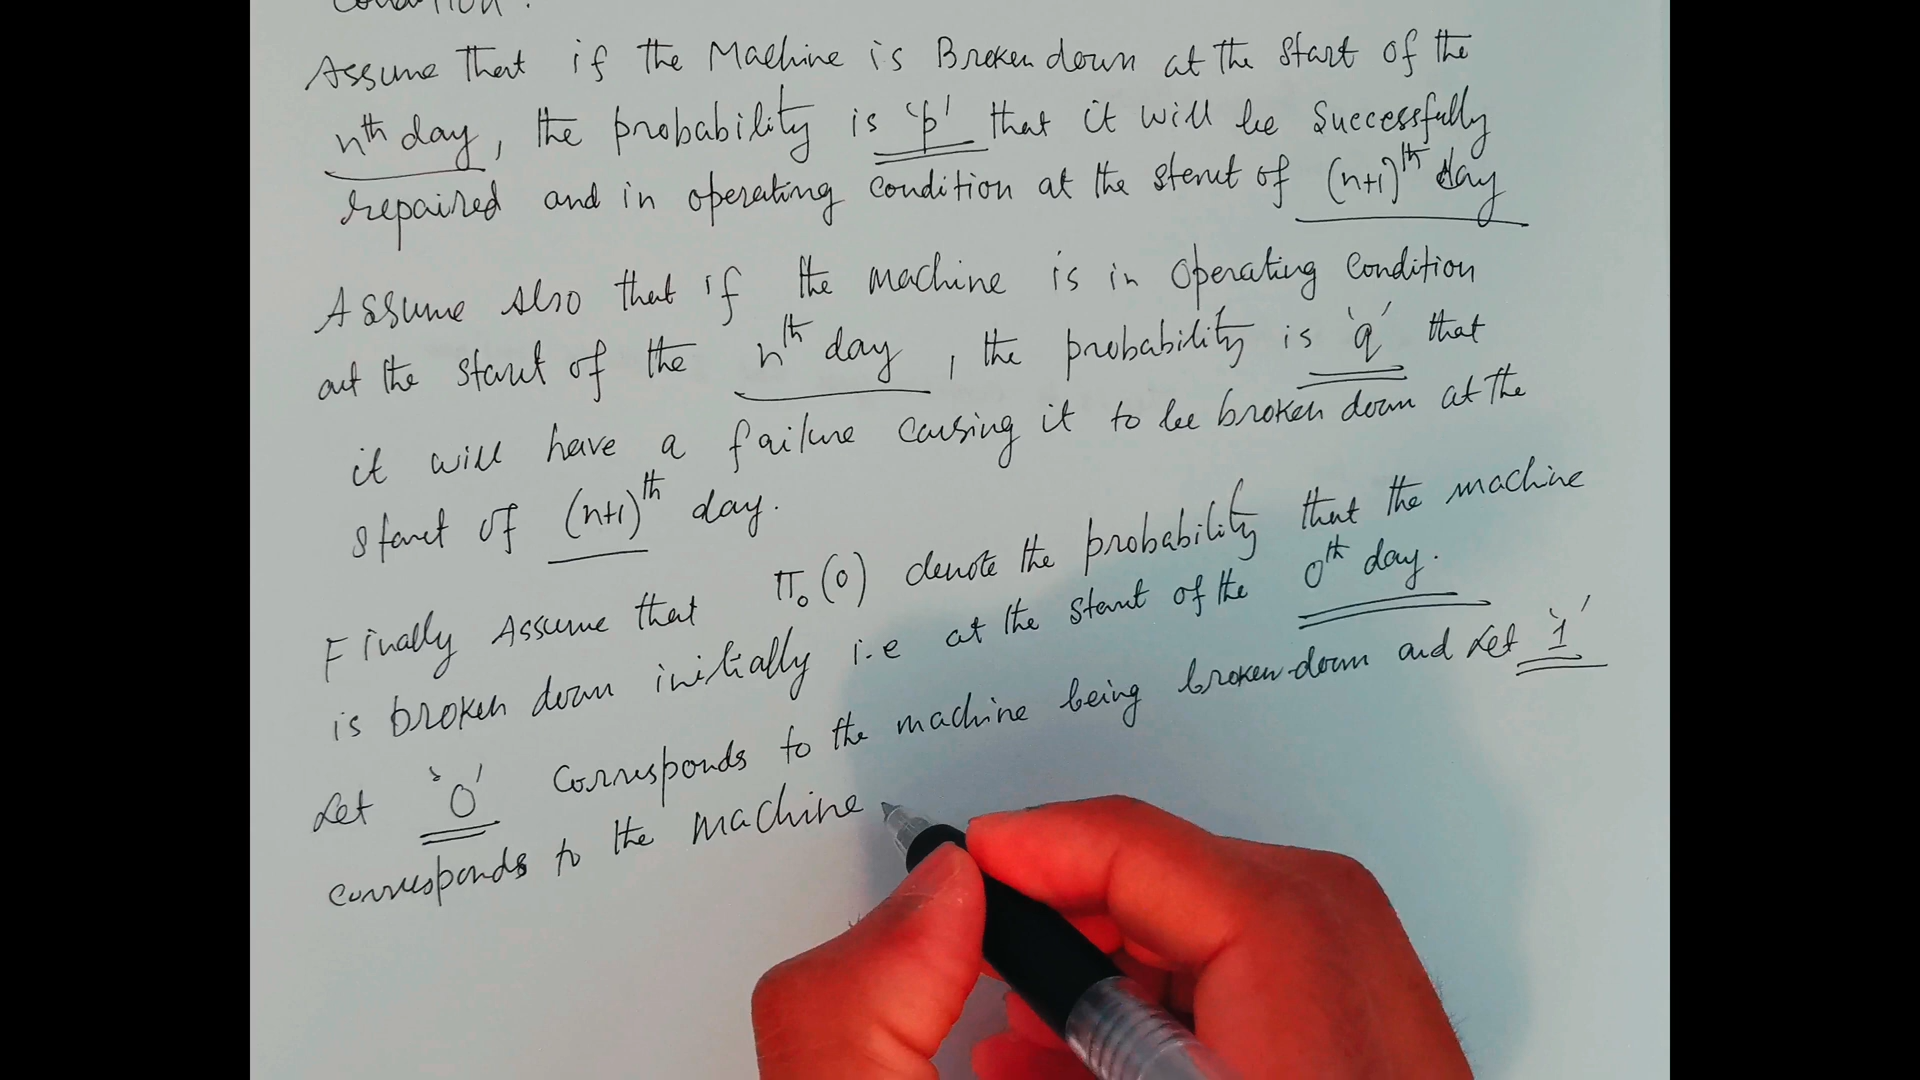 Condition.
Assume that if the Machine is Broken down at the start of the
nth day, the probability is 'p' that it will be successfully
repaired and in operating condition at the start of (n+1)th day
Assume also that if the machine is in operating condition
at the start of the nth day, the probability is 'q' that
it will have a failure causing it to be broken down at the
start of (n+1)th day.
Finally Assume that π₀(0) denote the probability that the machine
is broken down initially i.e at the start of the 0th day.
Let '0' corresponds to the machine being broken-down and Let '1'
corresponds to the machine